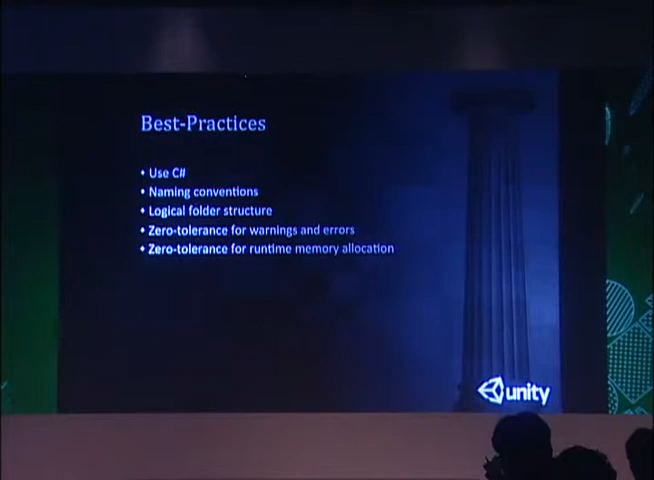 Best-Practices
• Use C#
• Naming conventions
• Logical folder structure
• Zero-tolerance for warnings and errors
• Zero-tolerance for runtime memory allocation
unity